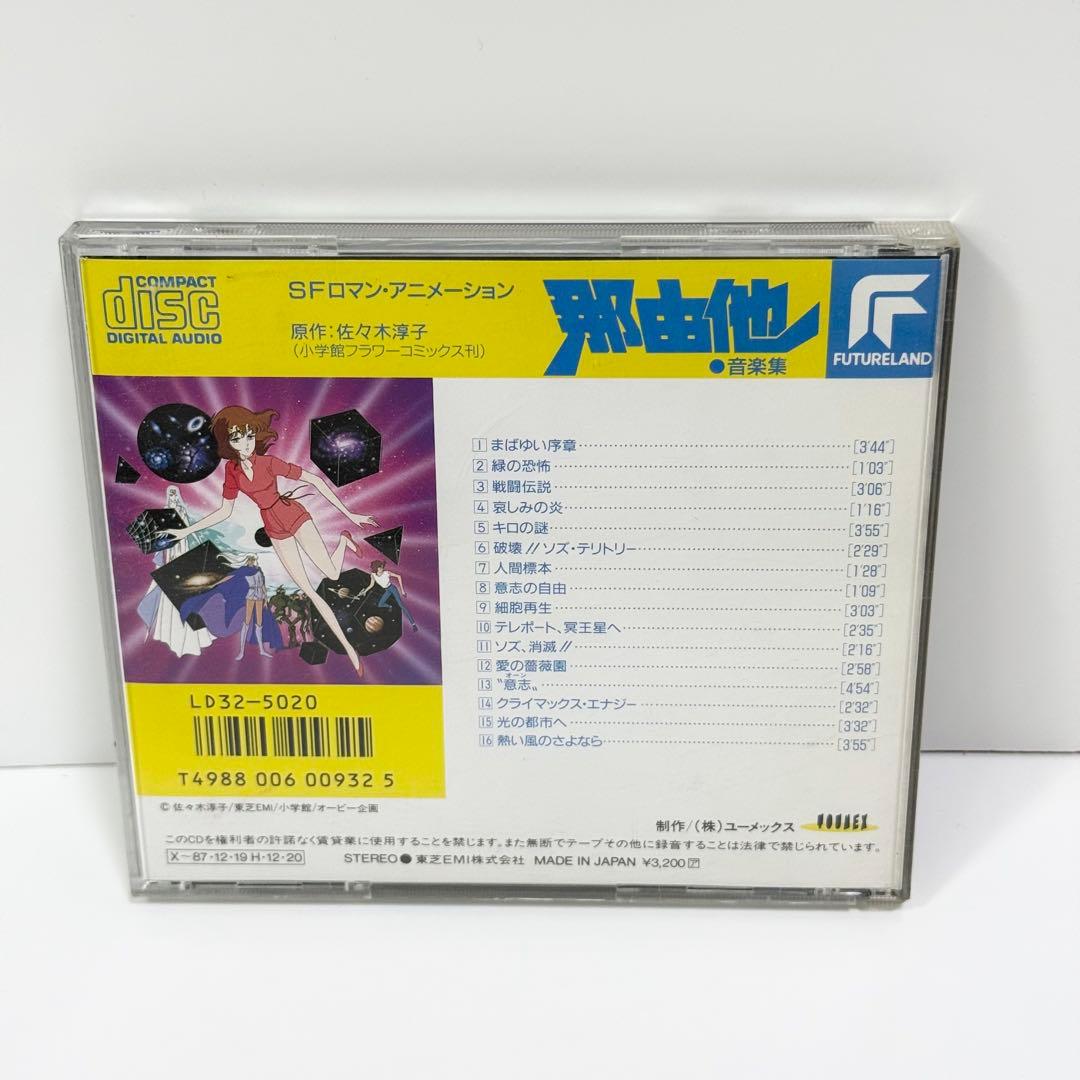 COMPACT
disc
DIGITAL AUDIO
SFロマン・アニメーション
原作：佐々木淳子
（小学館フラワーコミックス刊）
那由他
●音楽集
FUTURELAND
1 まばゆい序章 [3'44"]
2 緑の恐怖 [1'03"]
3 戦闘伝説 [3'06"]
4 哀しみの炎 [1'16"]
5 キロの謎 [3'55"]
6 破壊!!ソズ・テリトリー [2'29"]
7 人間標本 [1'28"]
8 意志の自由 [1'09"]
9 細胞再生 [3'03"]
10 テレポート、冥王星へ [2'35"]
11 ソズ、消滅!! [2'16"]
12 愛の薔薇園 [2'58"]
オーン
13 〝意志〟 [4'54"]
14 クライマックス・エナジー [2'32"]
15 光の都市へ [3'32"]
16 熱い風のさよなら [3'55"]
LD32-5020
T4988 006 00932 5
© 佐々木淳子/東芝EMI/小学館/オービー企画
制作/（株）ユーメックス YOUMEX
このCDを権利者の許諾なく賃貸業に使用することを禁じます。また無断でテープその他に録音することは法律で禁じられています。
X-87・12・19 H・12・20 STEREO● 東芝EMI株式会社 MADE IN JAPAN ¥3,200 ア